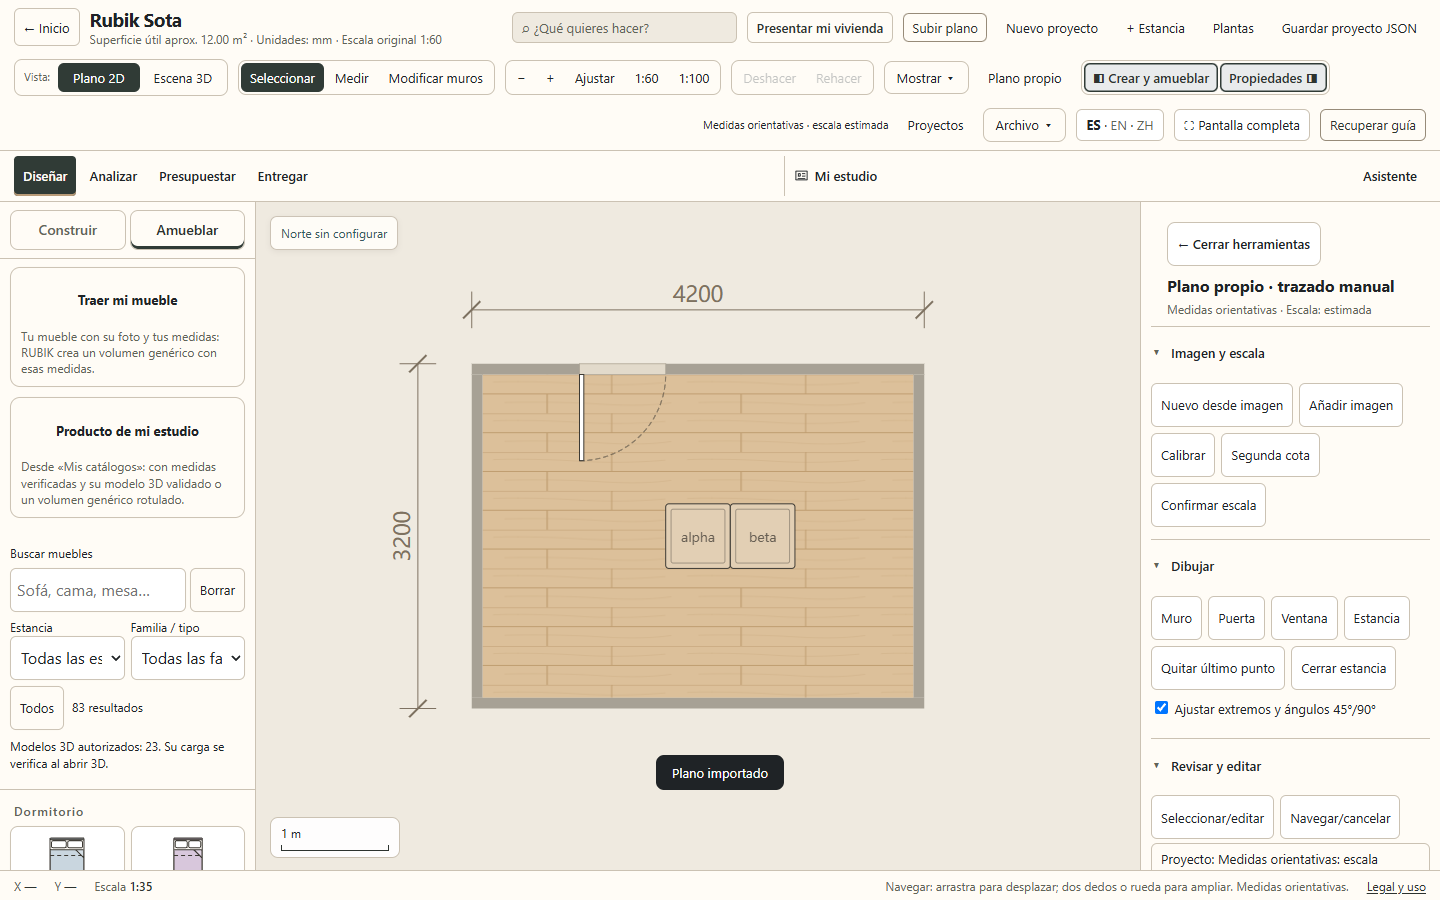 ← Inicio
Rubik Sota
Superficie útil aprox. 12.00 m² · Unidades: mm · Escala original 1:60
¿Qué quieres hacer?
Presentar mi vivienda
Subir plano
Nuevo proyecto
+ Estancia
Plantas
Guardar proyecto JSON
Vista:
Plano 2D
Escena 3D
Seleccionar
Medir
Modificar muros
−
+
Ajustar
1:60
1:100
Deshacer
Rehacer
Mostrar
Plano propio
Crear y amueblar
Propiedades
Medidas orientativas · escala estimada
Proyectos
Archivo
ES · EN · ZH
Pantalla completa
Recuperar guía
Diseñar
Analizar
Presupuestar
Entregar
Mi estudio
Asistente
Construir
Amueblar
Traer mi mueble
Tu mueble con su foto y tus medidas:
RUBIK crea un volumen genérico con
esas medidas.
Producto de mi estudio
Desde «Mis catálogos»: con medidas
verificadas y su modelo 3D validado o
un volumen genérico rotulado.
Buscar muebles
Sofá, cama, mesa...
Borrar
Estancia
Familia / tipo
Todas las es
Todas las fa
Todos
83 resultados
Modelos 3D autorizados: 23. Su carga se
verifica al abrir 3D.
Dormitorio
Norte sin configurar
4200
3200
alpha
beta
Plano importado
1 m
← Cerrar herramientas
Plano propio · trazado manual
Medidas orientativas · Escala: estimada
Imagen y escala
Nuevo desde imagen
Añadir imagen
Calibrar
Segunda cota
Confirmar escala
Dibujar
Muro
Puerta
Ventana
Estancia
Quitar último punto
Cerrar estancia
Ajustar extremos y ángulos 45°/90°
Revisar y editar
Seleccionar/editar
Navegar/cancelar
Proyecto: Medidas orientativas: escala
X —
Y —
Escala 1:35
Navegar: arrastra para desplazar; dos dedos o rueda para ampliar. Medidas orientativas.
Legal y uso